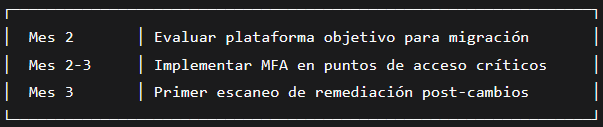 Mes 2 Evaluar plataforma objetivo para migración
Mes 2-3 Implementar MFA en puntos de acceso críticos
Mes 3 Primer escaneo de remediación post-cambios